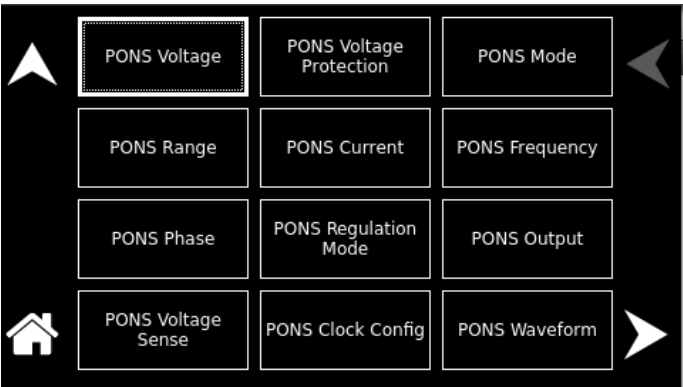 PONS Voltage
PONS Voltage
Protection
PONS Mode
PONS Range
PONS Current
PONS Frequency
PONS Phase
PONS Regulation
Mode
PONS Output
PONS Voltage
Sense
PONS Clock Config
PONS Waveform